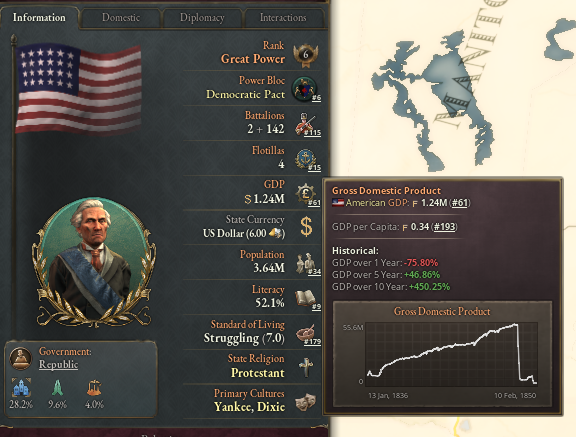 Information
Domestic
Diplomacy
Interactions
Rank
Great Power
6
Power Bloc
Democratic Pact
#6
Battalions
2 + 142
#115
Flotillas
4
#15
GDP
$1.24M
#61
State Currency
US Dollar (6.00)
Population
3.64M
#34
Literacy
52.1%
#9
Standard of Living
Struggling (7.0)
#179
State Religion
Protestant
Primary Cultures
Yankee, Dixie
Government:
Republic
28.2%
9.6%
4.0%
Gross Domestic Product
American GDP: 1.24M (#61)
GDP per Capita: 0.34 (#193)
Historical:
GDP over 1 Year: -75.80%
GDP over 5 Year: +46.86%
GDP over 10 Year: +450.25%
Gross Domestic Product
55.6M
0
13 Jan, 1836
10 Feb, 1850